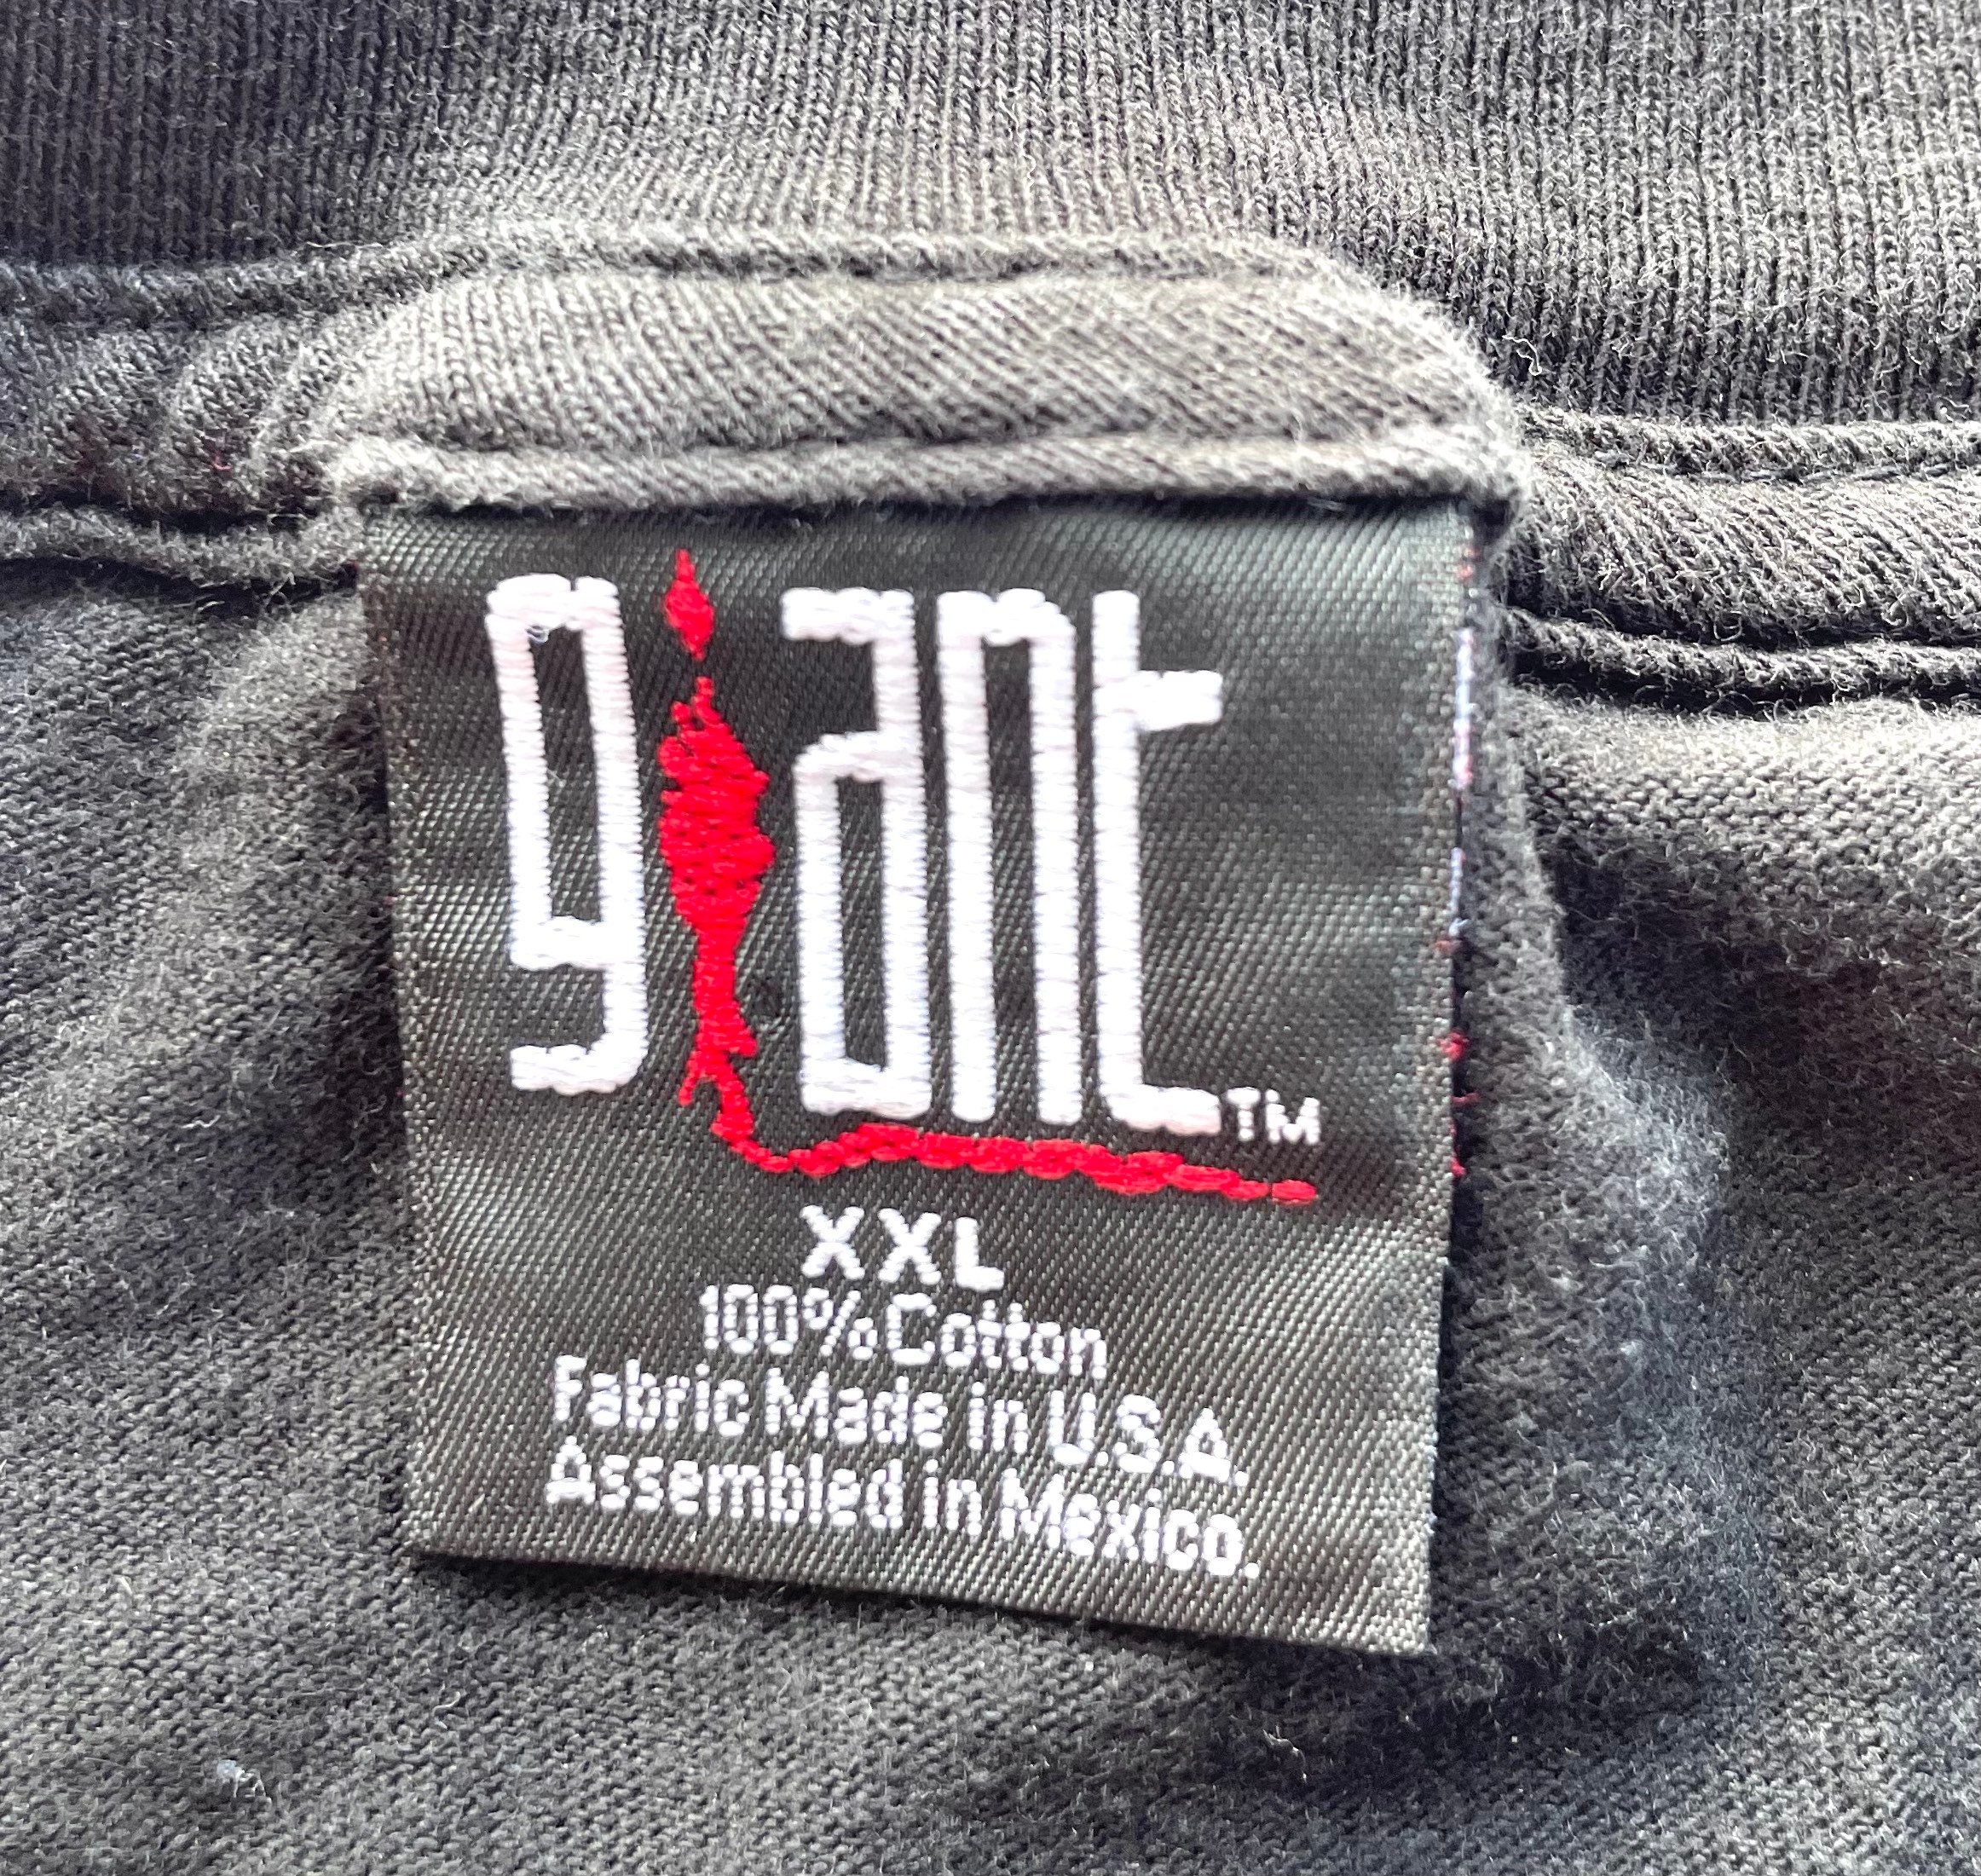 giant™
XXL
100% Cotton
Fabric Made in U.S.A.
Assembled in Mexico.